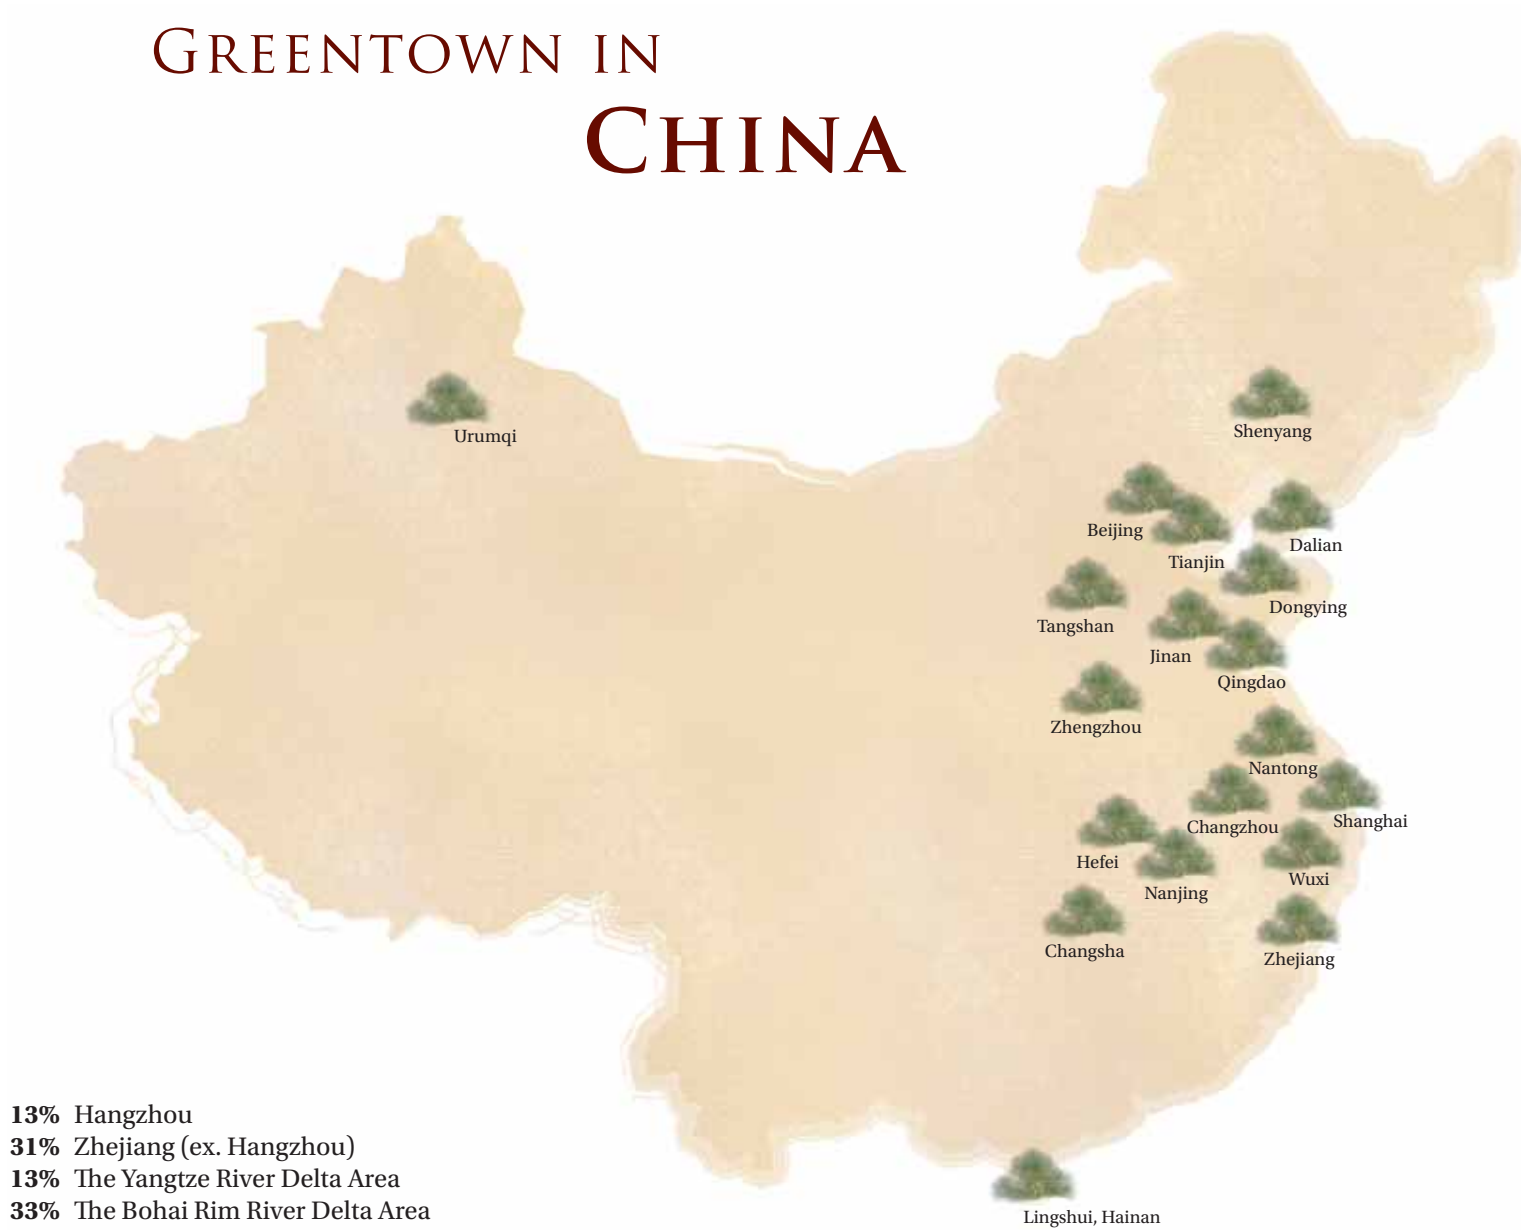 GREENTOWN IN
CHINA
Urumqi
Shenyang
Beijing
Tianjin
Dalian
Dongying
Tangshan
Jinan
Qingdao
Zhengzhou
Nantong
Changzhou
Shanghai
Hefei
Nanjing
Wuxi
Changsha
Zhejiang
13% Hangzhou
31% Zhejiang (ex. Hangzhou)
13% The Yangtze River Delta Area
33% The Bohai Rim River Delta Area
Lingshui, Hainan